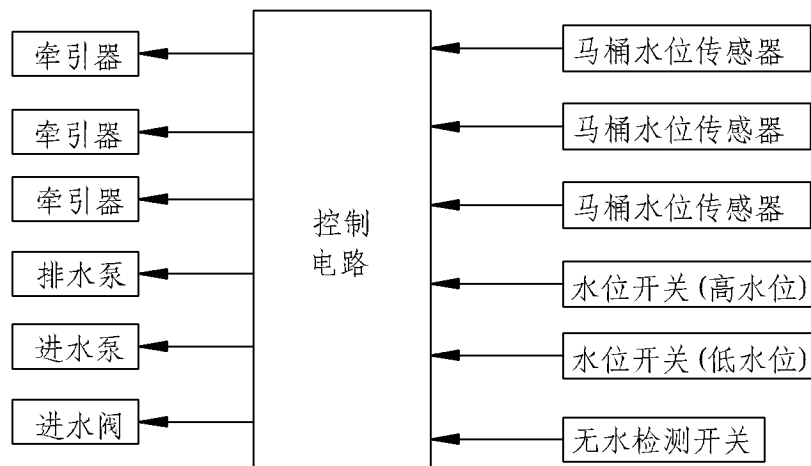 牵引器
牵引器
牵引器
排水泵
进水泵
进水阀
控制
电路
马桶水位传感器
马桶水位传感器
马桶水位传感器
水位开关(高水位)
水位开关(低水位)
无水检测开关